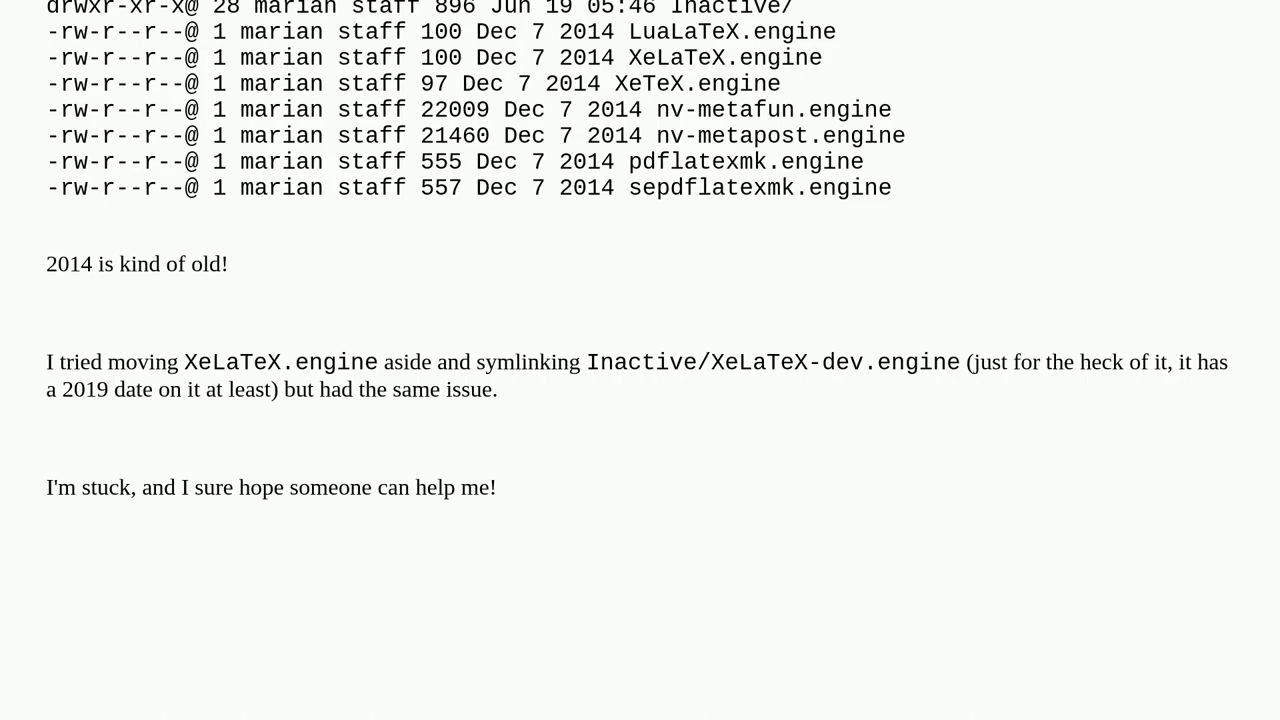 drwxr-xr-x@ 28 marian staff 896 Jun 19 05:46 Inactive/
-rw-r--r--@ 1 marian staff 100 Dec 7 2014 LuaLaTeX.engine
-rw-r--r--@ 1 marian staff 100 Dec 7 2014 XeLaTeX.engine
-rw-r--r--@ 1 marian staff 97 Dec 7 2014 XeTeX.engine
-rw-r--r--@ 1 marian staff 22009 Dec 7 2014 nv-metafun.engine
-rw-r--r--@ 1 marian staff 21460 Dec 7 2014 nv-metapost.engine
-rw-r--r--@ 1 marian staff 555 Dec 7 2014 pdflatexmk.engine
-rw-r--r--@ 1 marian staff 557 Dec 7 2014 sepdflatexmk.engine
2014 is kind of old!
I tried moving XeLaTeX.engine aside and symlinking Inactive/XeLaTeX-dev.engine (just for the heck of it, it has
a 2019 date on it at least) but had the same issue.
I'm stuck, and I sure hope someone can help me!